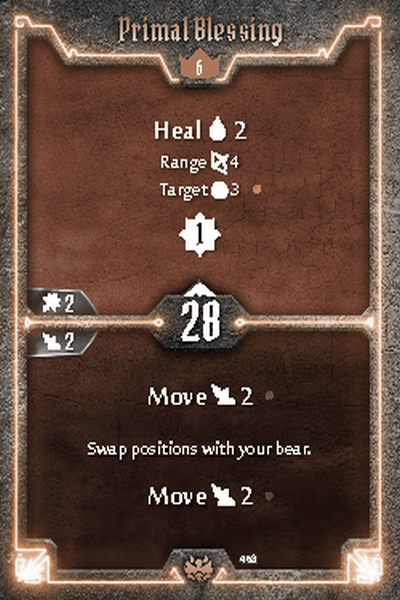 Primal Blessing
6
Heal 2
Range 4
Target 3
1
2
28
2
Move 2
Swap positions with your bear.
Move 2